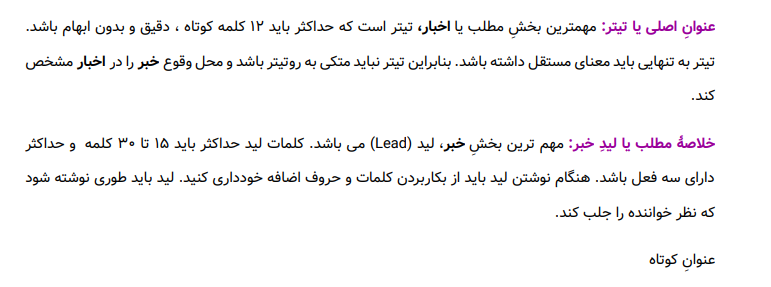 عنوانِ اصلی یا تیتر: مهمترین بخشِ مطلب یا اخبار، تیتر است که حداکثر باید ۱۲ کلمه کوتاه ، دقیق و بدون ابهام باشد.
تیتر به تنهایی باید معنای مستقل داشته باشد. بنابراین تیتر نباید متکی به روتیتر باشد و محل وقوع خبر را در اخبار مشخص
کند.
خلاصهٔ مطلب یا لیدِ خبر: مهم ترین بخشِ خبر، لید (Lead) می باشد. کلمات لید حداکثر باید ۱۵ تا ۳۰ کلمه و حداکثر
دارای سه فعل باشد. هنگام نوشتن لید باید از بکاربردن کلمات و حروف اضافه خودداری کنید. لید باید طوری نوشته شود
که نظر خواننده را جلب کند.
عنوانِ کوتاه